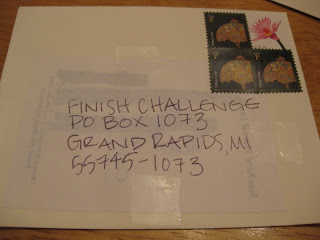 FINISH CHALLENGE
PO BOX 1073
GRAND RAPIDS, MI
55745-1073